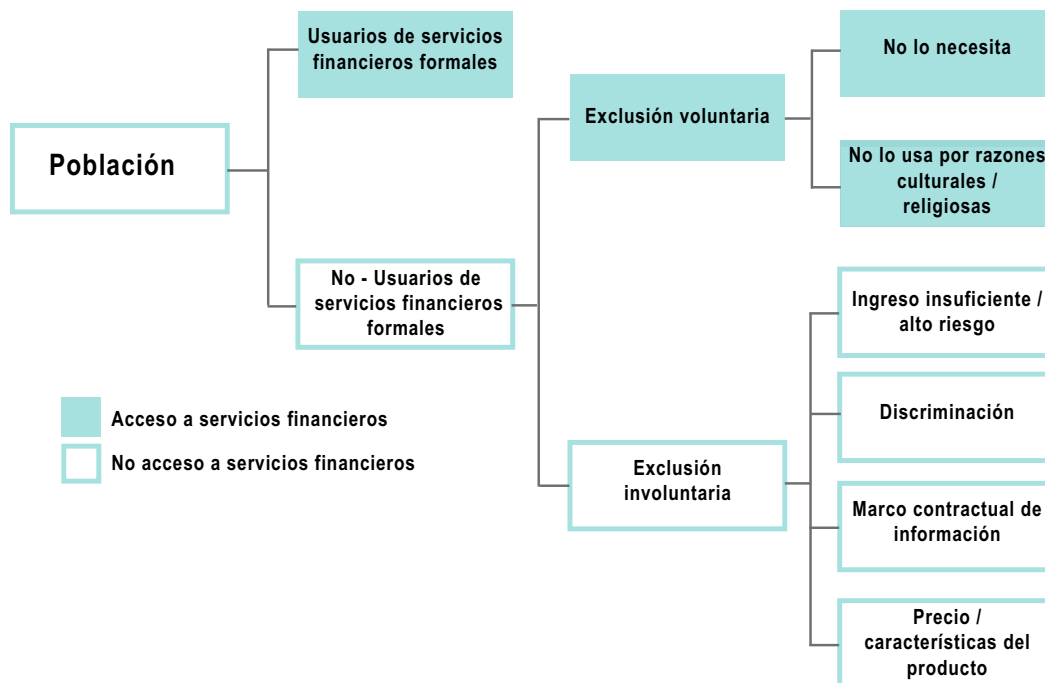 Población
Usuarios de servicios
financieros formales
No - Usuarios de
servicios financieros
formales
Exclusión voluntaria
Exclusión
involuntaria
No lo necesita
No lo usa por razones
culturales /
religiosas
Ingreso insuficiente /
alto riesgo
Discriminación
Marco contractual de
información
Precio /
características del
producto
Acceso a servicios financieros
No acceso a servicios financieros